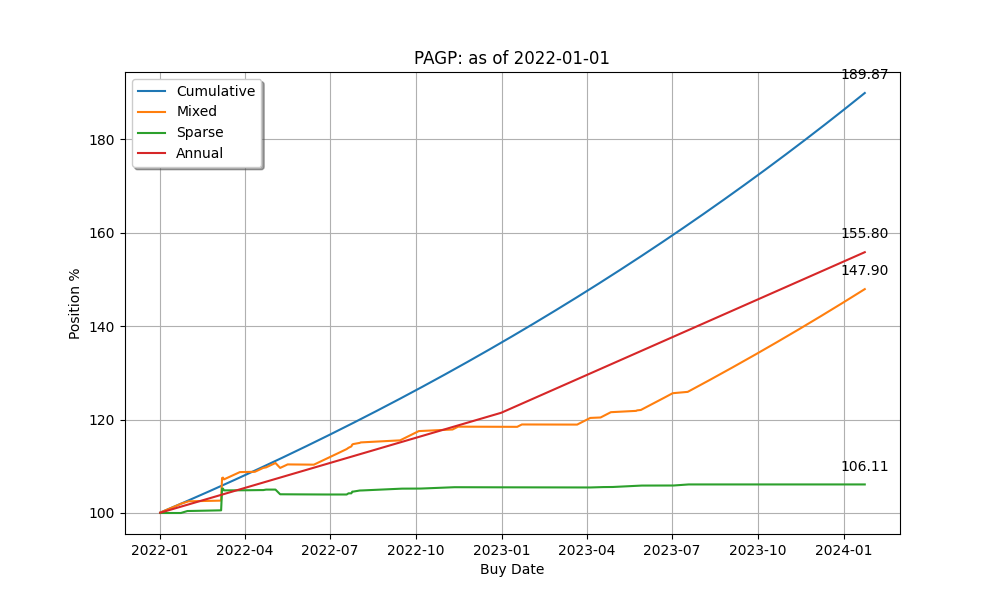 PAGP: as of 2022-01-01
189.87
Cumulative
Mixed
Sparse
Annual
180
160
155.80
147.90
140
120
106.11
100
Position %
2022-01 2022-04 2022-07 2022-10 2023-01 2023-04 2023-07 2023-10 2024-01
Buy Date